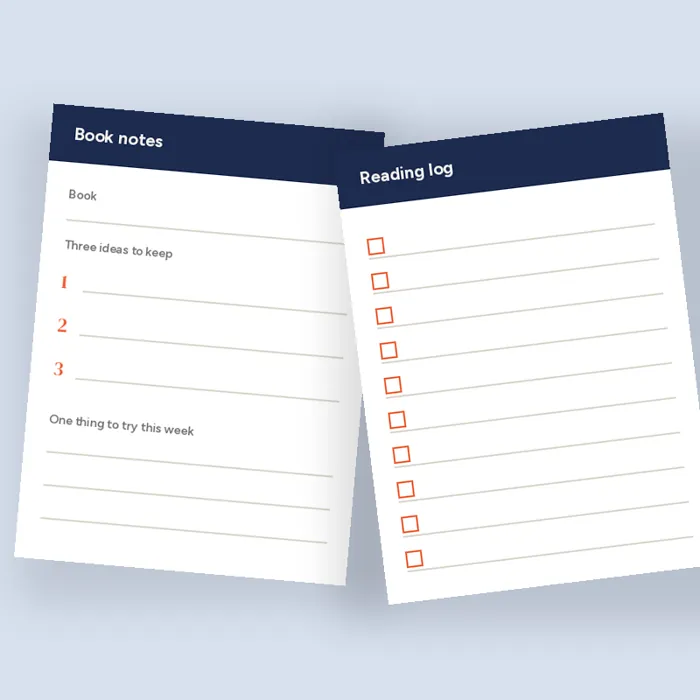 Book notes
Book
Three ideas to keep
1
2
3
One thing to try this week
Reading log